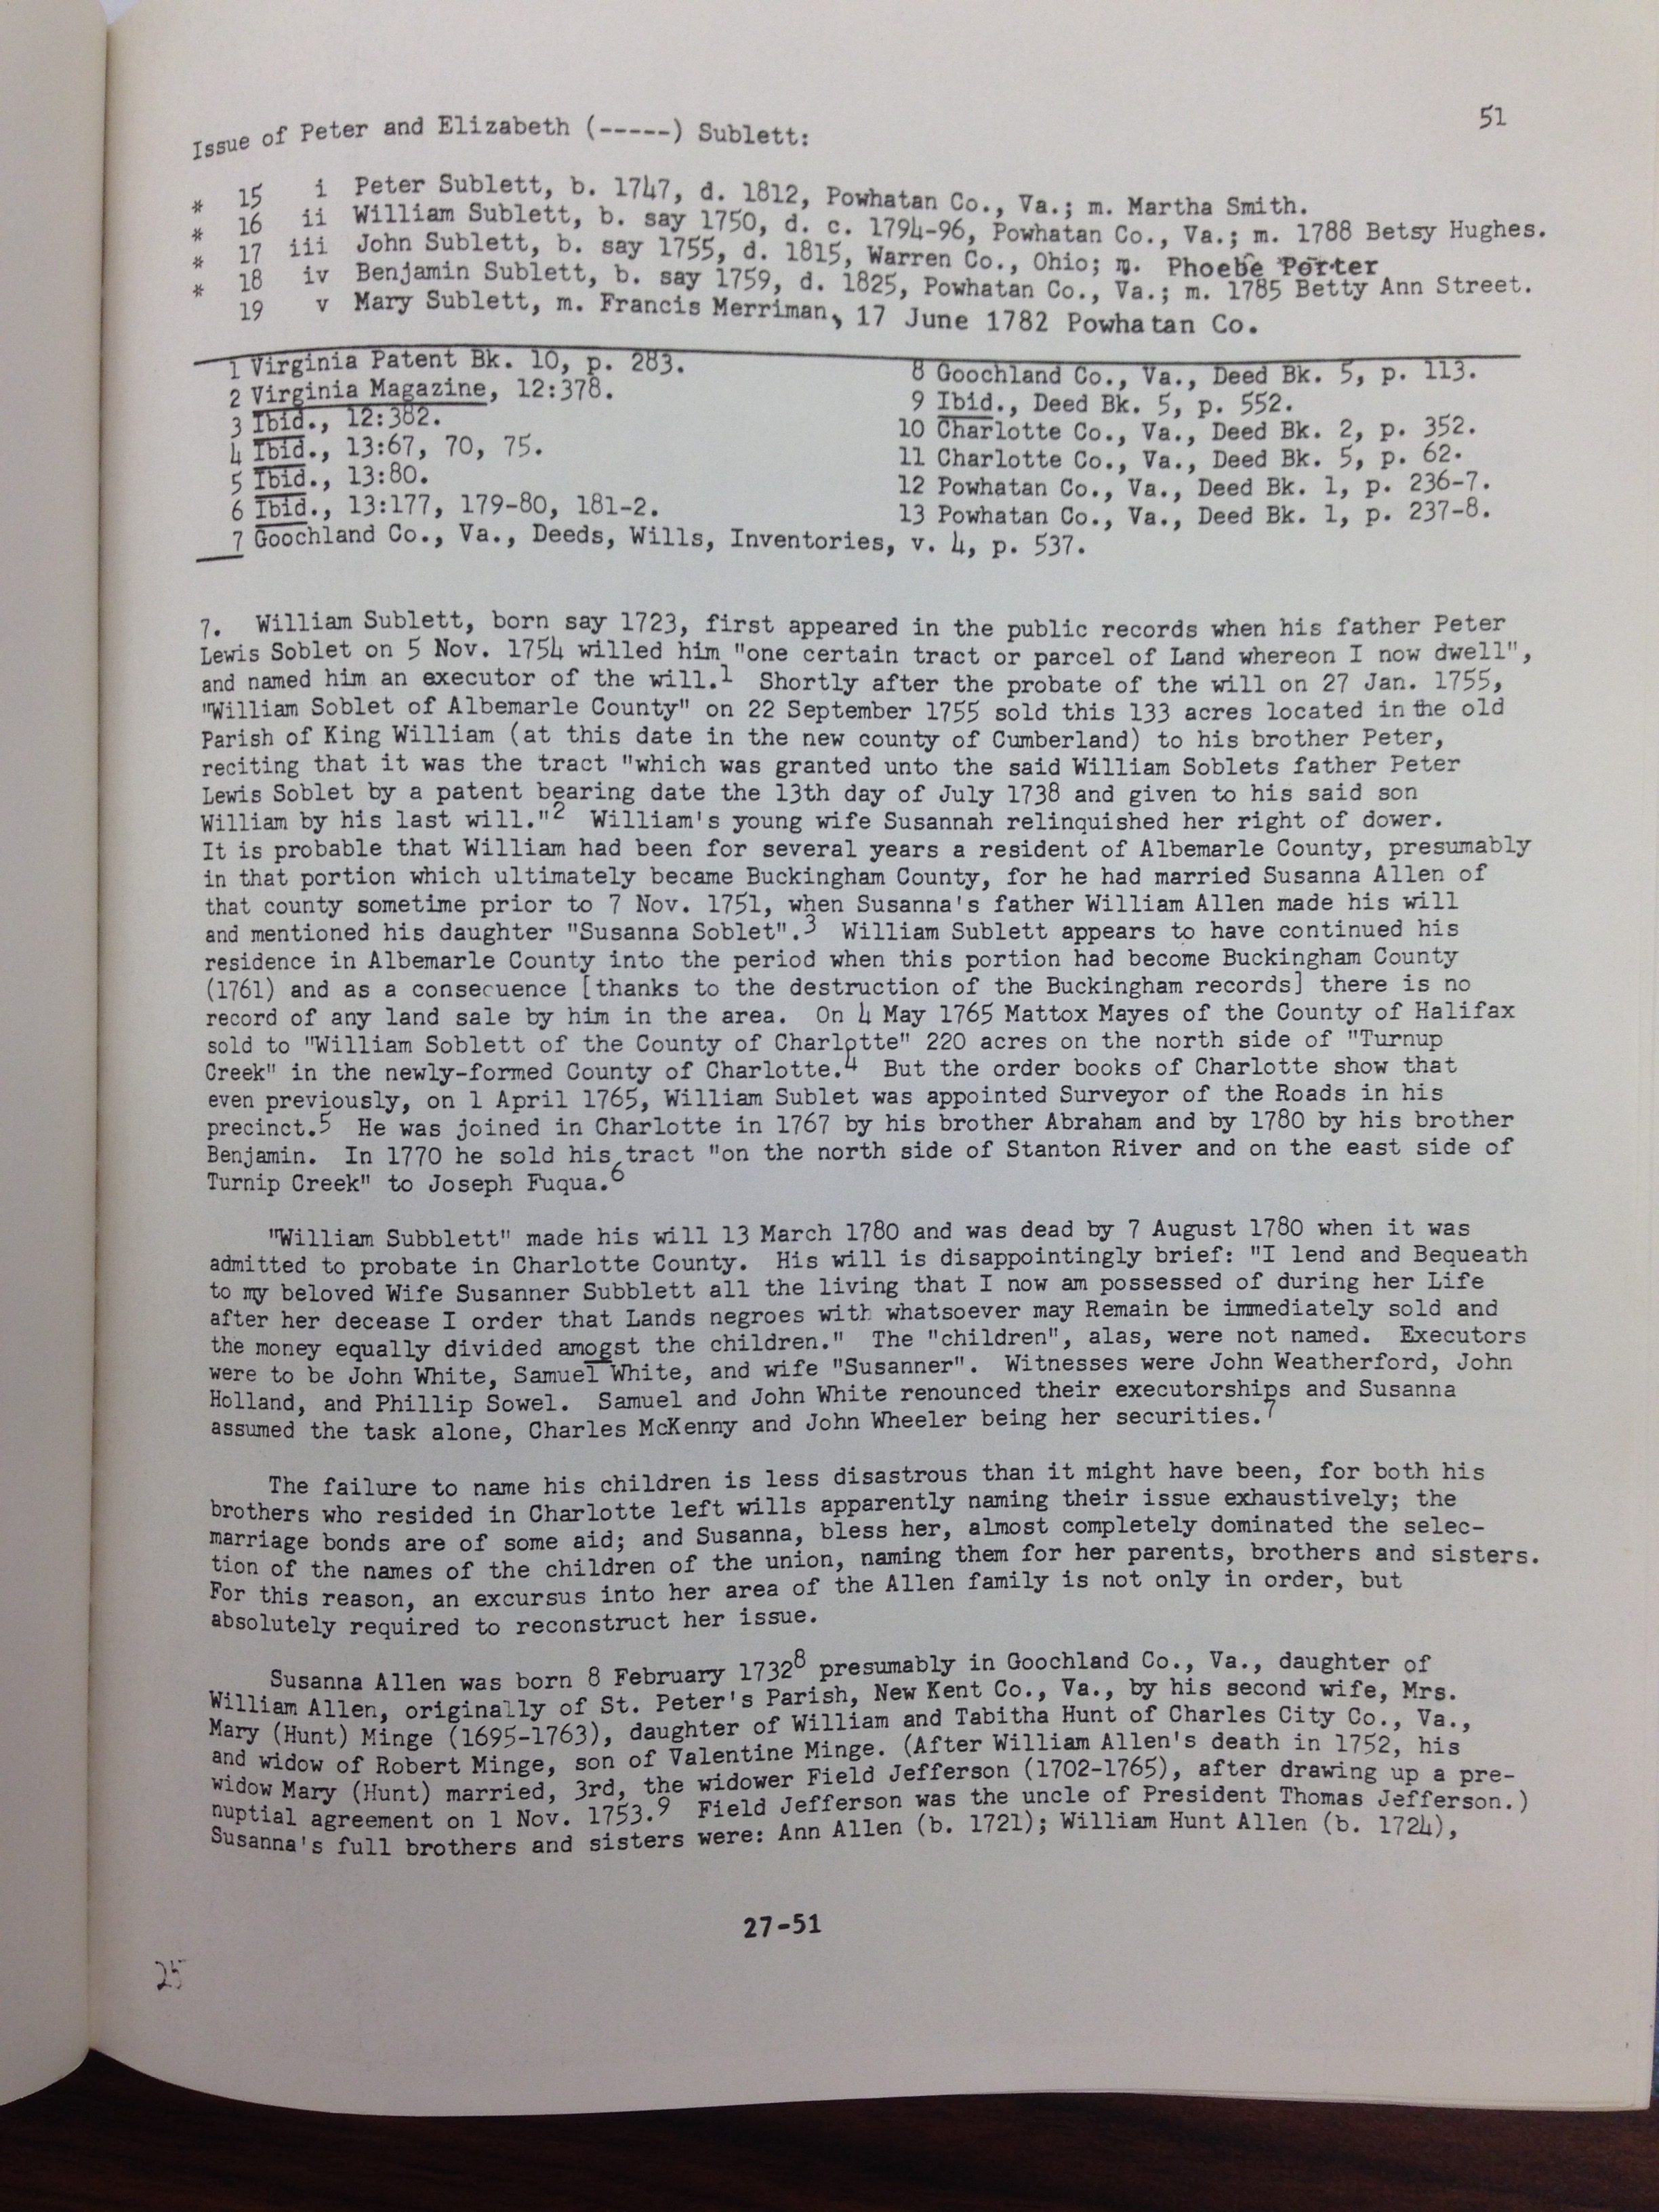 51
Issue of Peter and Elizabeth (-----) Sublett:
* 15 i Peter Sublett, b. 1747, d. 1812, Powhatan Co., Va.; m. Martha Smith.
* 16 ii William Sublett, b. say 1750, d. c. 1794-96, Powhatan Co., Va.; m. 1788 Betsy Hughes.
* 17 iii John Sublett, b. say 1755, d. 1815, Warren Co., Ohio; m. Phoebe Porter
* 18 iv Benjamin Sublett, b. say 1759, d. 1825, Powhatan Co., Va.; m. 1785 Betty Ann Street.
19 v Mary Sublett, m. Francis Merriman, 17 June 1782 Powhatan Co.
1 Virginia Patent Bk. 10, p. 283.
2 Virginia Magazine, 12:378.
3 Ibid., 12:382.
4 Ibid., 13:67, 70, 75.
5 Ibid., 13:80.
6 Ibid., 13:177, 179-80, 181-2.
7 Goochland Co., Va., Deeds, Wills, Inventories, v. 4, p. 537.
8 Goochland Co., Va., Deed Bk. 5, p. 113.
9 Ibid., Deed Bk. 5, p. 552.
10 Charlotte Co., Va., Deed Bk. 2, p. 352.
11 Charlotte Co., Va., Deed Bk. 5, p. 62.
12 Powhatan Co., Va., Deed Bk. 1, p. 236-7.
13 Powhatan Co., Va., Deed Bk. 1, p. 237-8.
7. William Sublett, born say 1723, first appeared in the public records when his father Peter
Lewis Soblet on 5 Nov. 1754 willed him "one certain tract or parcel of Land whereon I now dwell",
and named him an executor of the will.1 Shortly after the probate of the will on 27 Jan. 1755,
"William Soblet of Albemarle County" on 22 September 1755 sold this 133 acres located in the old
Parish of King William (at this date in the new county of Cumberland) to his brother Peter,
reciting that it was the tract "which was granted unto the said William Soblets father Peter
Lewis Soblet by a patent bearing date the 13th day of July 1738 and given to his said son
William by his last will."2 William's young wife Susannah relinquished her right of dower.
It is probable that William had been for several years a resident of Albemarle County, presumably
in that portion which ultimately became Buckingham County, for he had married Susanna Allen of
that county sometime prior to 7 Nov. 1751, when Susanna's father William Allen made his will
and mentioned his daughter "Susanna Soblet".3 William Sublett appears to have continued his
residence in Albemarle County into the period when this portion had become Buckingham County
(1761) and as a consecuence [thanks to the destruction of the Buckingham records] there is no
record of any land sale by him in the area. On 4 May 1765 Mattox Mayes of the County of Halifax
sold to "William Soblett of the County of Charlotte" 220 acres on the north side of "Turnup
Creek" in the newly-formed County of Charlotte.4 But the order books of Charlotte show that
even previously, on 1 April 1765, William Sublet was appointed Surveyor of the Roads in his
precinct.5 He was joined in Charlotte in 1767 by his brother Abraham and by 1780 by his brother
Benjamin. In 1770 he sold his tract "on the north side of Stanton River and on the east side of
Turnip Creek" to Joseph Fuqua.6
"William Subblett" made his will 13 March 1780 and was dead by 7 August 1780 when it was
admitted to probate in Charlotte County. His will is disappointingly brief: "I lend and Bequeath
to my beloved Wife Susanner Subblett all the living that I now am possessed of during her Life
after her decease I order that Lands negroes with whatsoever may Remain be immediately sold and
the money equally divided amogst the children." The "children", alas, were not named. Executors
were to be John White, Samuel White, and wife "Susanner". Witnesses were John Weatherford, John
Holland, and Phillip Sowel. Samuel and John White renounced their executorships and Susanna
assumed the task alone, Charles McKenny and John Wheeler being her securities.7
The failure to name his children is less disastrous than it might have been, for both his
brothers who resided in Charlotte left wills apparently naming their issue exhaustively; the
marriage bonds are of some aid; and Susanna, bless her, almost completely dominated the selec-
tion of the names of the children of the union, naming them for her parents, brothers and sisters.
For this reason, an excursus into her area of the Allen family is not only in order, but
absolutely required to reconstruct her issue.
Susanna Allen was born 8 February 17328 presumably in Goochland Co., Va., daughter of
William Allen, originally of St. Peter's Parish, New Kent Co., Va., by his second wife, Mrs.
Mary (Hunt) Minge (1695-1763), daughter of William and Tabitha Hunt of Charles City Co., Va.,
and widow of Robert Minge, son of Valentine Minge. (After William Allen's death in 1752, his
widow Mary (Hunt) married, 3rd, the widower Field Jefferson (1702-1765), after drawing up a pre-
nuptial agreement on 1 Nov. 1753.9 Field Jefferson was the uncle of President Thomas Jefferson.)
Susanna's full brothers and sisters were: Ann Allen (b. 1721); William Hunt Allen (b. 1724),
27-51
25